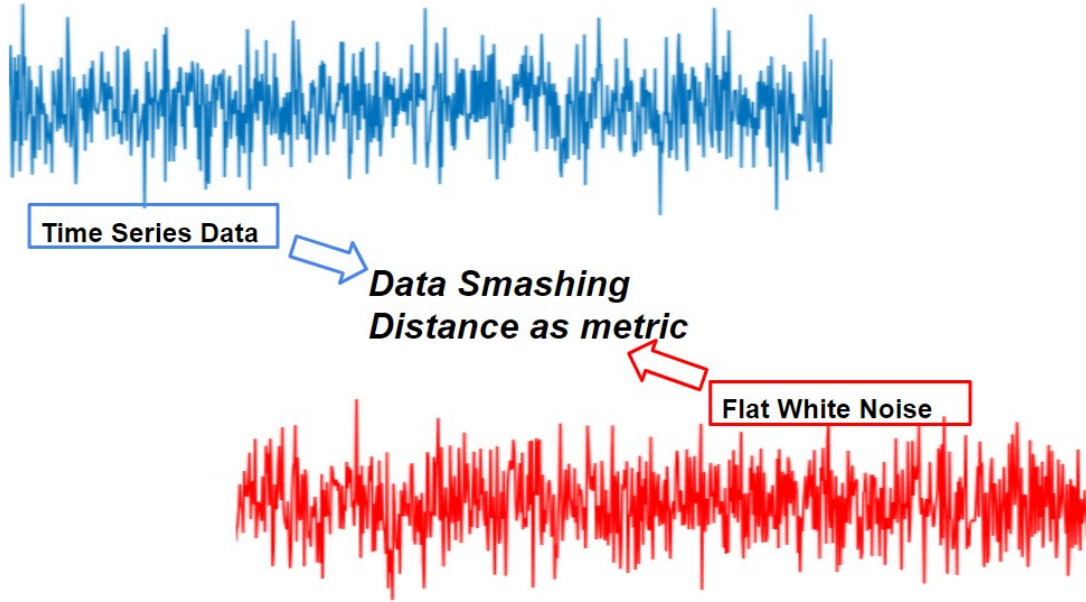 Time Series Data
Data Smashing
Distance as metric
Flat White Noise